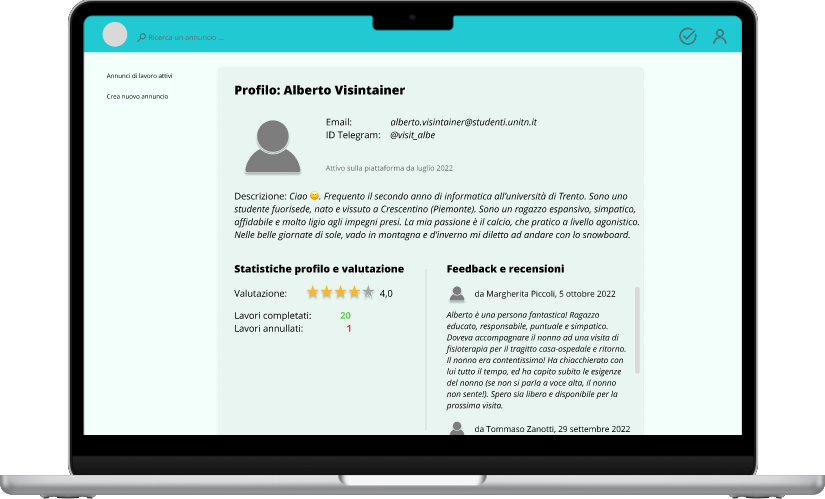 Ricerca un annuncio ...
Annunci di lavoro attivi
Crea nuovo annuncio
Profilo: Alberto Visintainer
Email: alberto.visintainer@studenti.unitn.it
ID Telegram: @visit_albe
Attivo sulla piattaforma da luglio 2022
Descrizione: Ciao 😊. Frequento il secondo anno di informatica all'università di Trento. Sono uno
studente fuorisede, nato e vissuto a Crescentino (Piemonte). Sono un ragazzo espansivo, simpatico,
affidabile e molto ligio agli impegni presi. La mia passione è il calcio, che pratico a livello agonistico.
Nelle belle giornate di sole, vado in montagna e d'inverno mi diletto ad andare con lo snowboard.
Statistiche profilo e valutazione
Valutazione: 4,0
Lavori completati: 20
Lavori annullati: 1
Feedback e recensioni
da Margherita Piccoli, 5 ottobre 2022
Alberto è una persona fantastica! Ragazzo
educato, responsabile, puntuale e simpatico.
Doveva accompagnare il nonno ad una visita di
fisioterapia per il tragitto casa-ospedale e ritorno.
Il nonno era contentissimo! Ha chiacchierato con
lui tutto il tempo, ed ha capito subito le esigenze
del nonno (se non si parla a voce alta, il nonno
non sente!). Spero sia libero e disponibile per la
prossima visita.
da Tommaso Zanotti, 29 settembre 2022